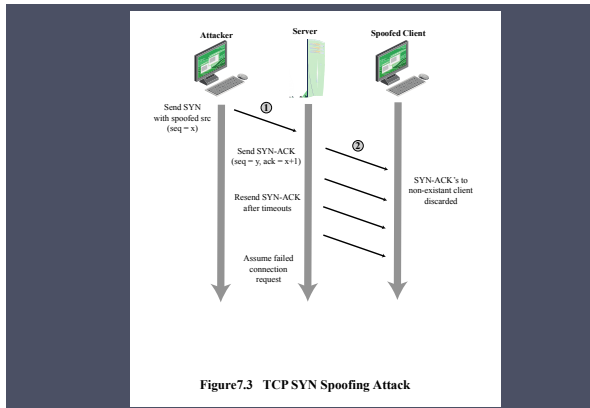 Attacker
Server
Spoofed Client
Send SYN
with spoofed src
(seq = x)
1
Send SYN-ACK
(seq = y, ack = x+1)
2
SYN-ACK's to
non-existant client
discarded
Resend SYN-ACK
after timeouts
Assume failed
connection
request
Figure7.3 TCP SYN Spoofing Attack